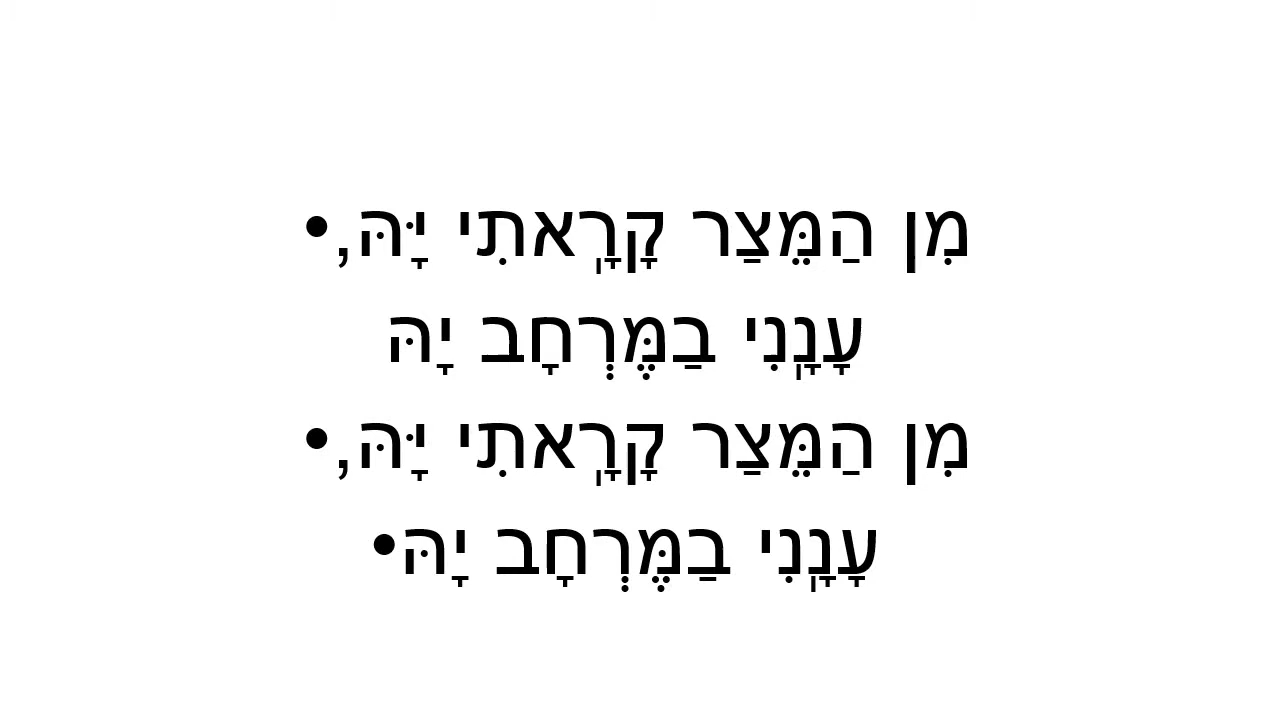 מִן הַמֵּצַר קָרָֽאתִי יָּהּ,•
עָנָֽנִי בַמֶּרְחָב יָהּ
מִן הַמֵּצַר קָרָֽאתִי יָּהּ,•
עָנָֽנִי בַמֶּרְחָב יָהּ•